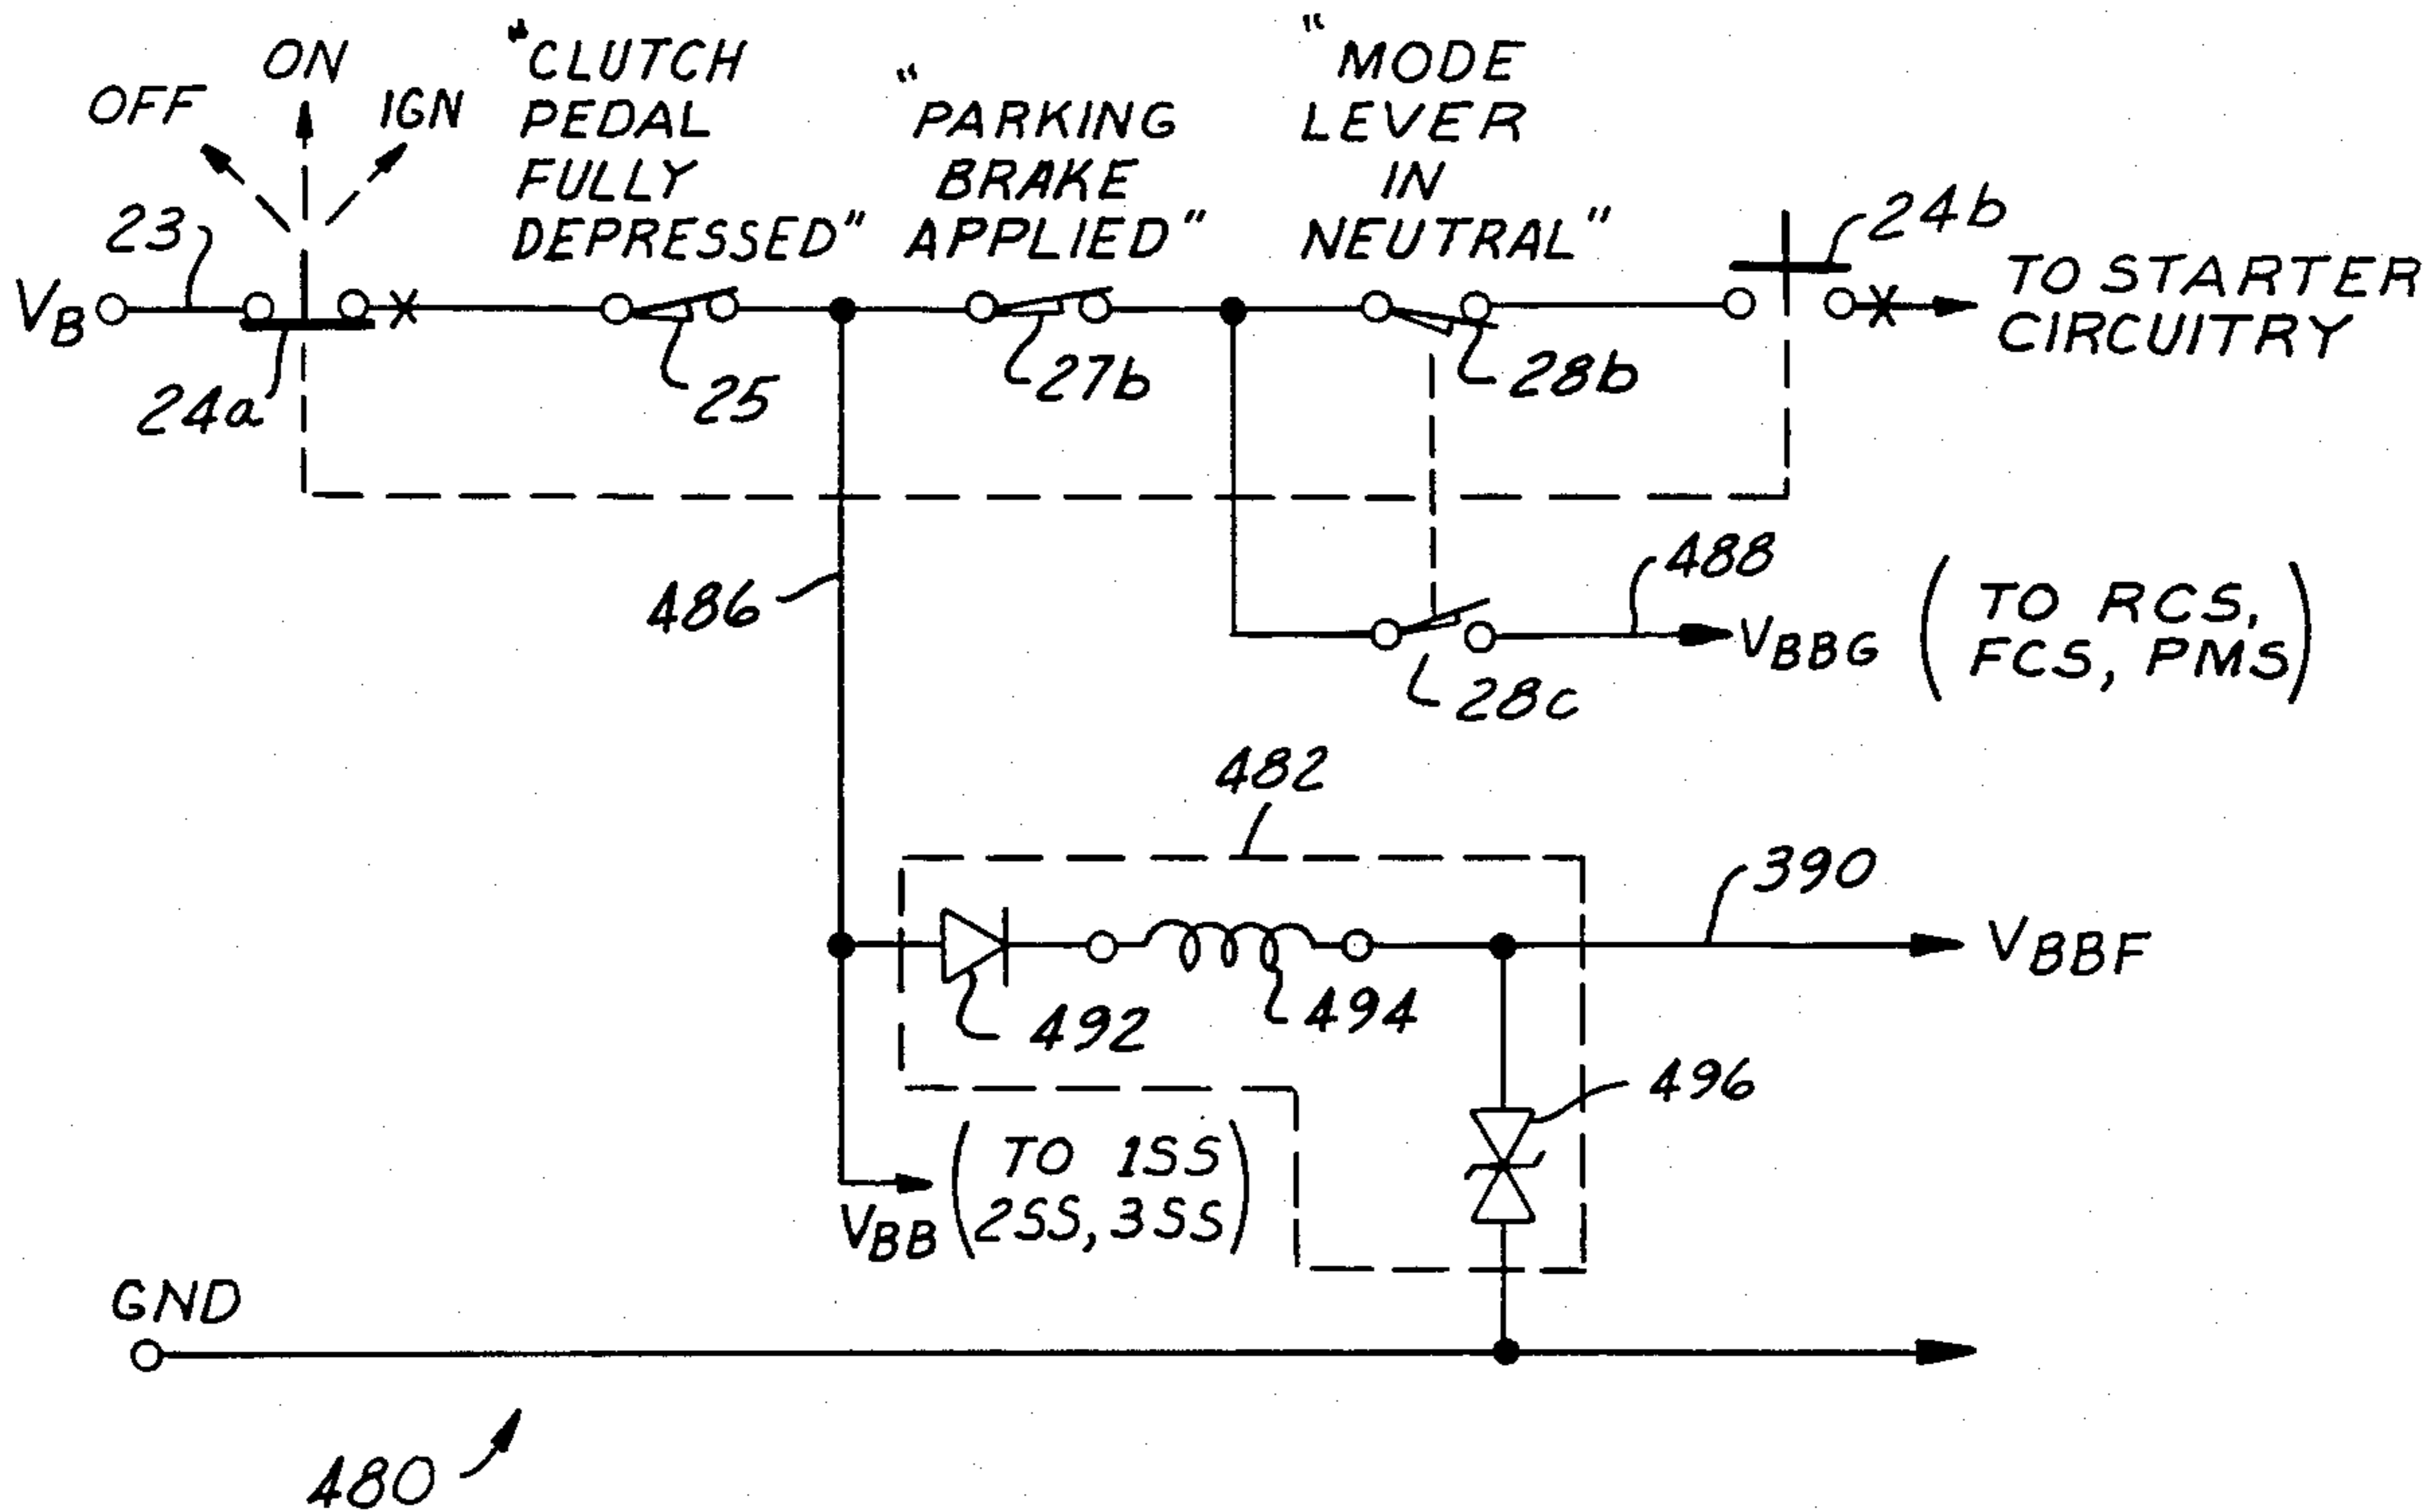 OFF
ON
IGN
"CLUTCH
PEDAL
FULLY
DEPRESSED"
"PARKING
BRAKE
APPLIED"
"MODE
LEVER
IN
NEUTRAL"
24b
23
VB
24a
25
27b
28b
TO STARTER
CIRCUITRY
486
488
VBBG (TO RCS,
FCS, PMS)
28c
482
390
VBBF
492
494
496
VBB (TO 1SS
2SS, 3SS)
GND
480